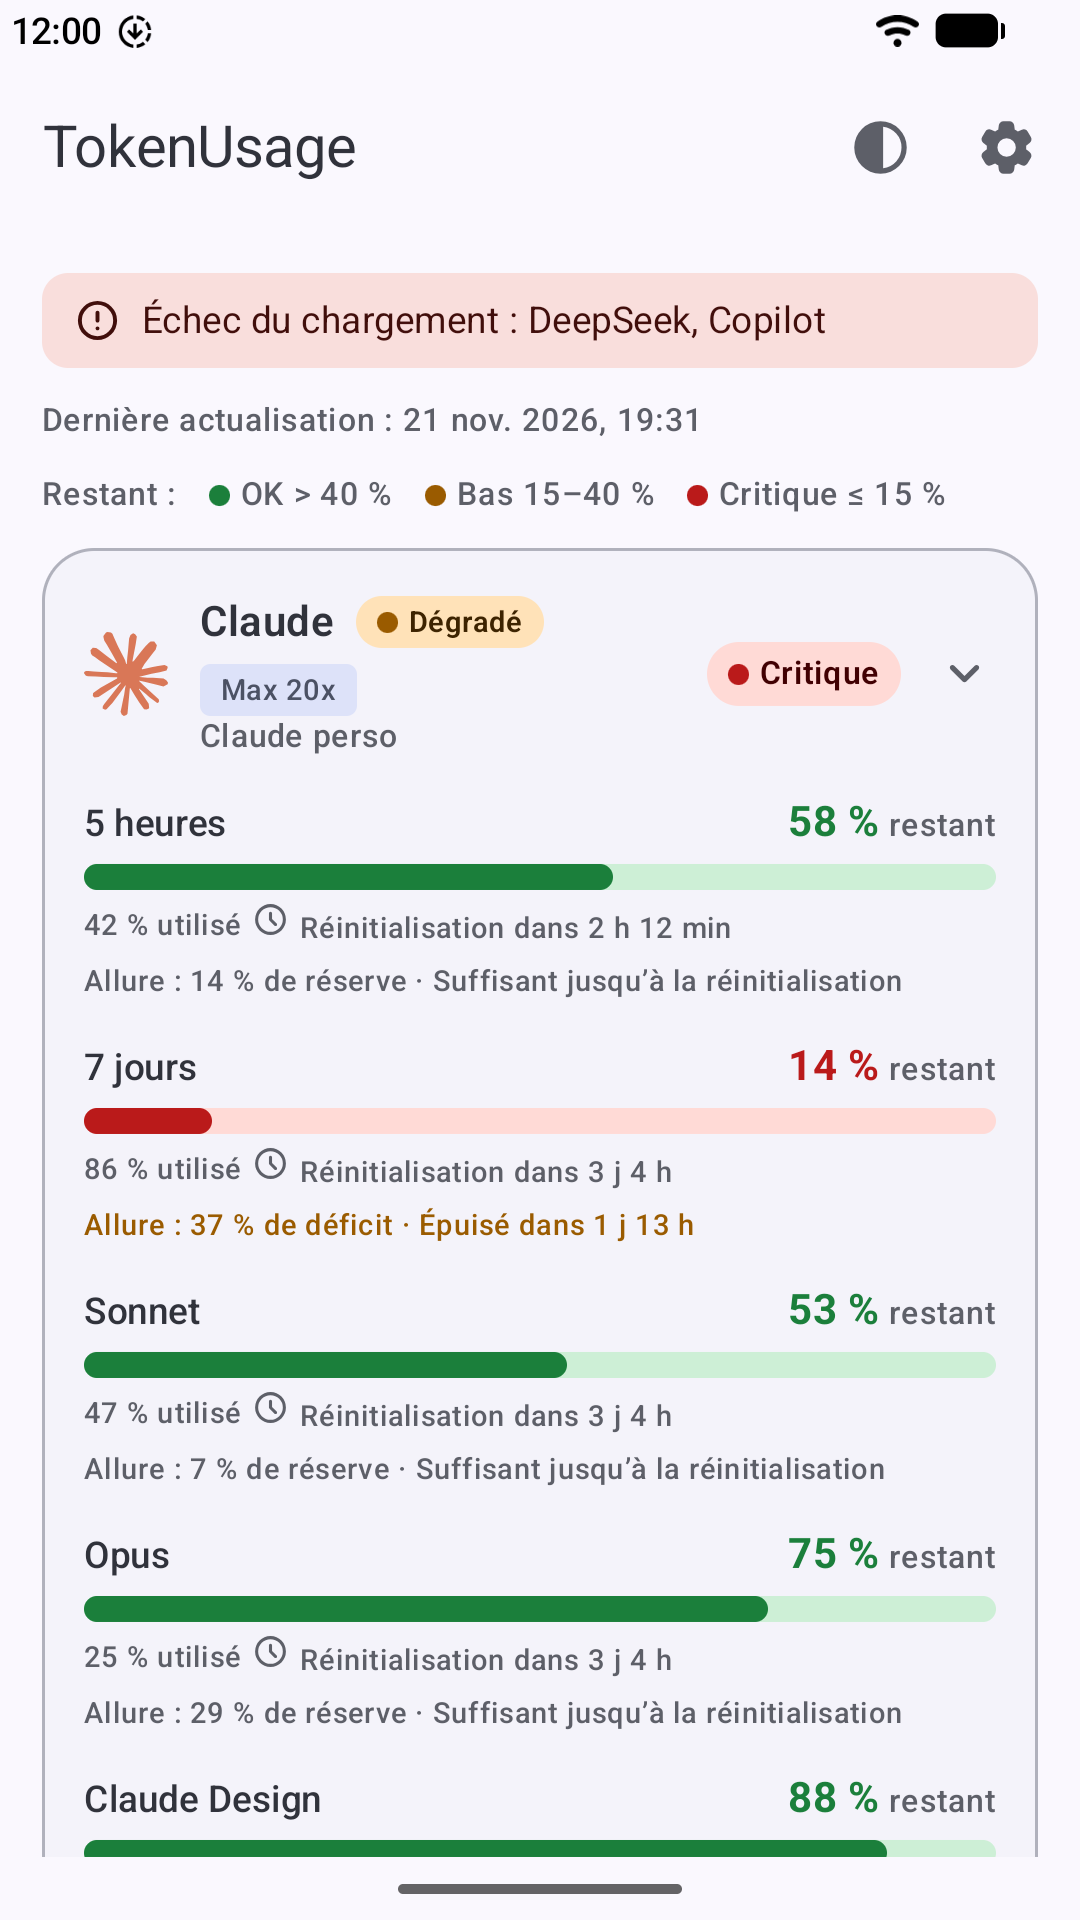 12:00
TokenUsage
Échec du chargement : DeepSeek, Copilot
Dernière actualisation : 21 nov. 2026, 19:31
Restant : OK > 40 % Bas 15–40 % Critique ≤ 15 %
Claude Dégradé
Max 20x
Claude perso
Critique
5 heures 58 % restant
42 % utilisé Réinitialisation dans 2 h 12 min
Allure : 14 % de réserve · Suffisant jusqu’à la réinitialisation
7 jours 14 % restant
86 % utilisé Réinitialisation dans 3 j 4 h
Allure : 37 % de déficit · Épuisé dans 1 j 13 h
Sonnet 53 % restant
47 % utilisé Réinitialisation dans 3 j 4 h
Allure : 7 % de réserve · Suffisant jusqu’à la réinitialisation
Opus 75 % restant
25 % utilisé Réinitialisation dans 3 j 4 h
Allure : 29 % de réserve · Suffisant jusqu’à la réinitialisation
Claude Design 88 % restant